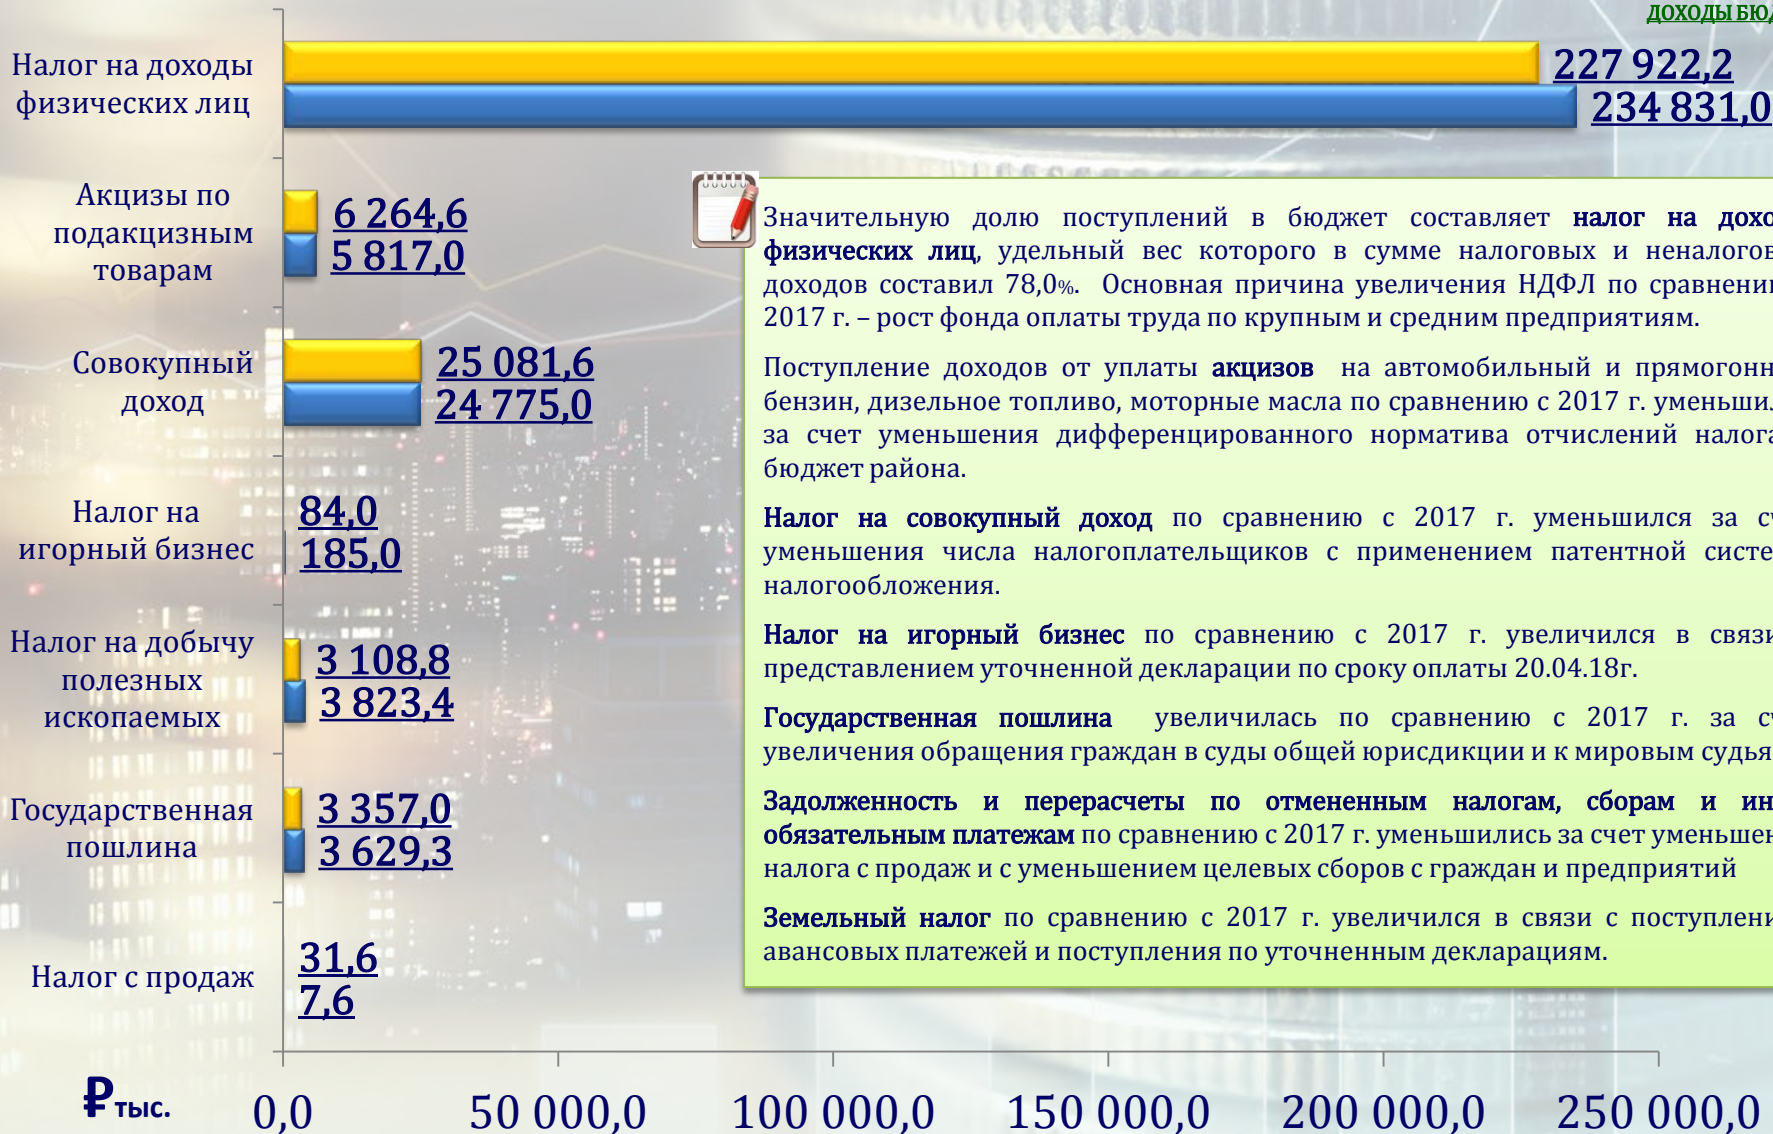 ДОХОДЫ БЮД
Налог на доходы
физических лиц
227 922,2
234 831,0
Акцизы по
подакцизным
товарам
6 264,6
5 817,0
Совокупный
доход
25 081,6
24 775,0
Налог на
игорный бизнес
84,0
185,0
Налог на добычу
полезных
ископаемых
3 108,8
3 823,4
Государственная
пошлина
3 357,0
3 629,3
Налог с продаж
31,6
7,6
₽тыс.
0,0 50 000,0 100 000,0 150 000,0 200 000,0 250 000,0
Значительную долю поступлений в бюджет составляет налог на дохо
физических лиц, удельный вес которого в сумме налоговых и неналогов
доходов составил 78,0%. Основная причина увеличения НДФЛ по сравнени
2017 г. – рост фонда оплаты труда по крупным и средним предприятиям.
Поступление доходов от уплаты акцизов на автомобильный и прямогонн
бензин, дизельное топливо, моторные масла по сравнению с 2017 г. уменьшил
за счет уменьшения дифференцированного норматива отчислений налога
бюджет района.
Налог на совокупный доход по сравнению с 2017 г. уменьшился за сч
уменьшения числа налогоплательщиков с применением патентной систе
налогообложения.
Налог на игорный бизнес по сравнению с 2017 г. увеличился в связи
представлением уточненной декларации по сроку оплаты 20.04.18г.
Государственная пошлина увеличилась по сравнению с 2017 г. за сч
увеличения обращения граждан в суды общей юрисдикции и к мировым судья
Задолженность и перерасчеты по отмененным налогам, сборам и ин
обязательным платежам по сравнению с 2017 г. уменьшились за счет уменьшен
налога с продаж и с уменьшением целевых сборов с граждан и предприятий
Земельный налог по сравнению с 2017 г. увеличился в связи с поступлени
авансовых платежей и поступления по уточненным декларациям.